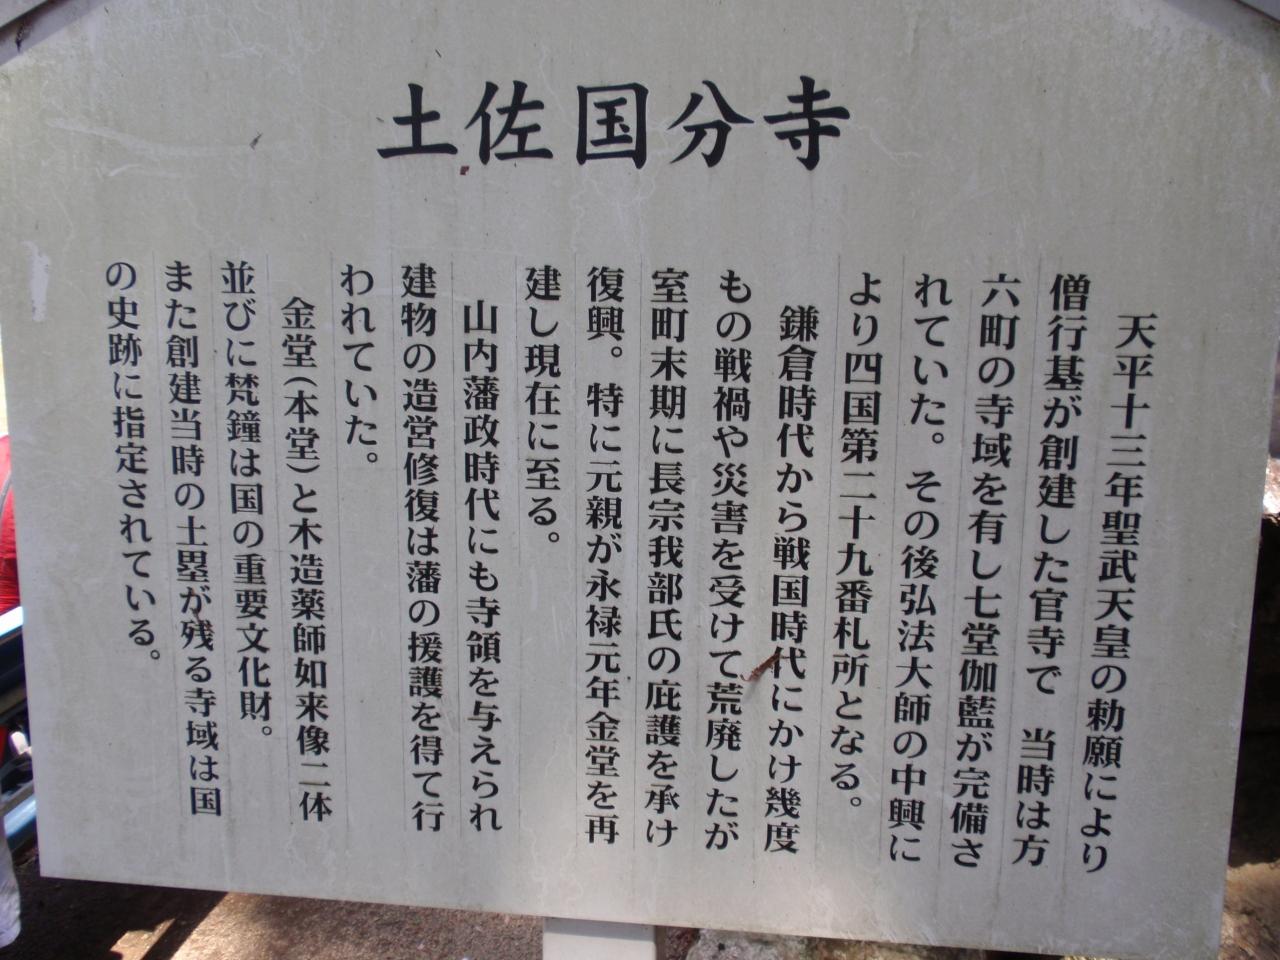 土佐国分寺
天平十三年聖武天皇の勅願により
僧行基が創建した官寺で　当時は方
六町の寺域を有し七堂伽藍が完備さ
れていた。その後弘法大師の中興に
より四国第二十九番札所となる。
鎌倉時代から戦国時代にかけ幾度
もの戦禍や災害を受けて荒廃したが
室町末期に長宗我部氏の庇護を承け
復興。特に元親が永禄元年金堂を再
建し現在に至る。
山内藩政時代にも寺領を与えられ
建物の造営修復は藩の援護を得て行
われていた。
金堂(本堂)と木造薬師如来像二体
並びに梵鐘は国の重要文化財。
また創建当時の土塁が残る寺域は国
の史跡に指定されている。